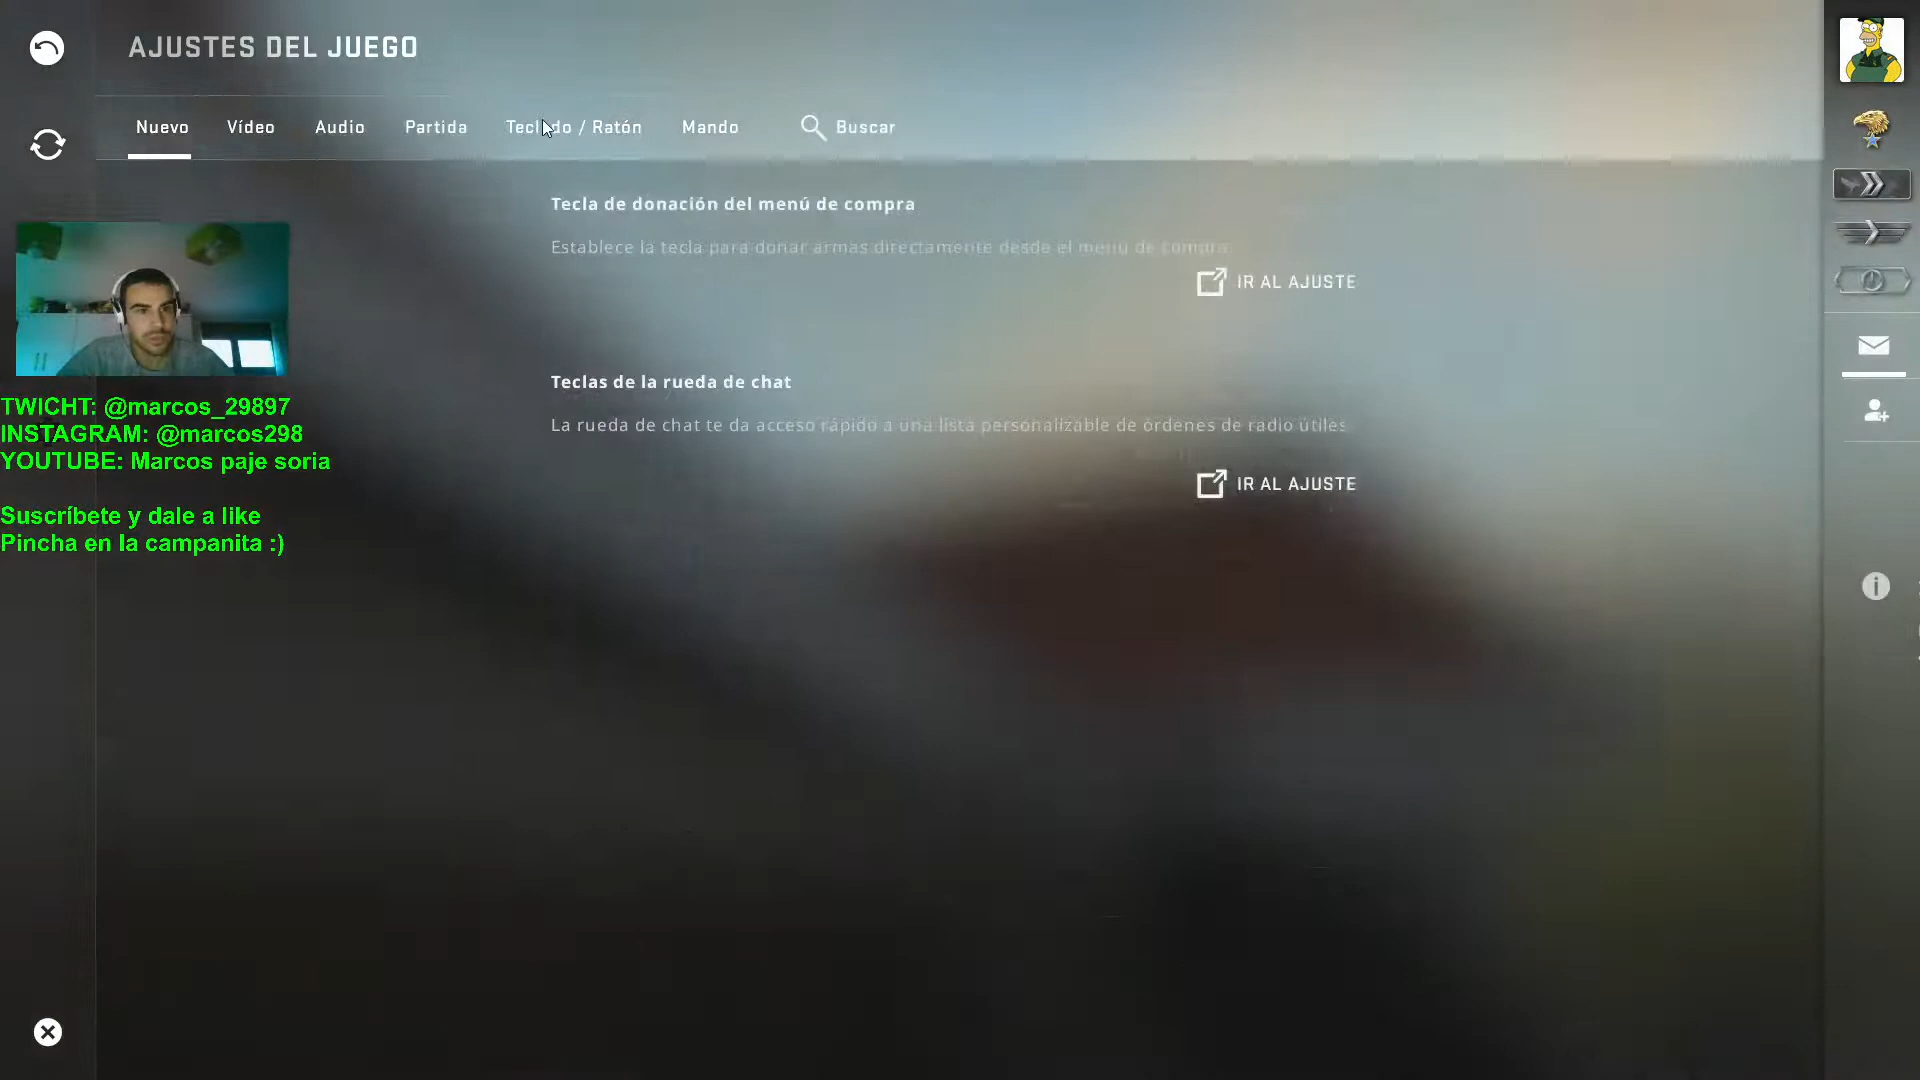 AJUSTES DEL JUEGO
Nuevo Vídeo Audio Partida Teclado / Ratón Mando Buscar
Tecla de donación del menú de compra
Establece la tecla para donar armas directamente desde el menú de compra.
IR AL AJUSTE
Teclas de la rueda de chat
La rueda de chat te da acceso rápido a una lista personalizable de órdenes de radio útiles
IR AL AJUSTE
TWICHT: @marcos_29897
INSTAGRAM: @marcos298
YOUTUBE: Marcos paje soria
Suscríbete y dale a like
Pincha en la campanita :)